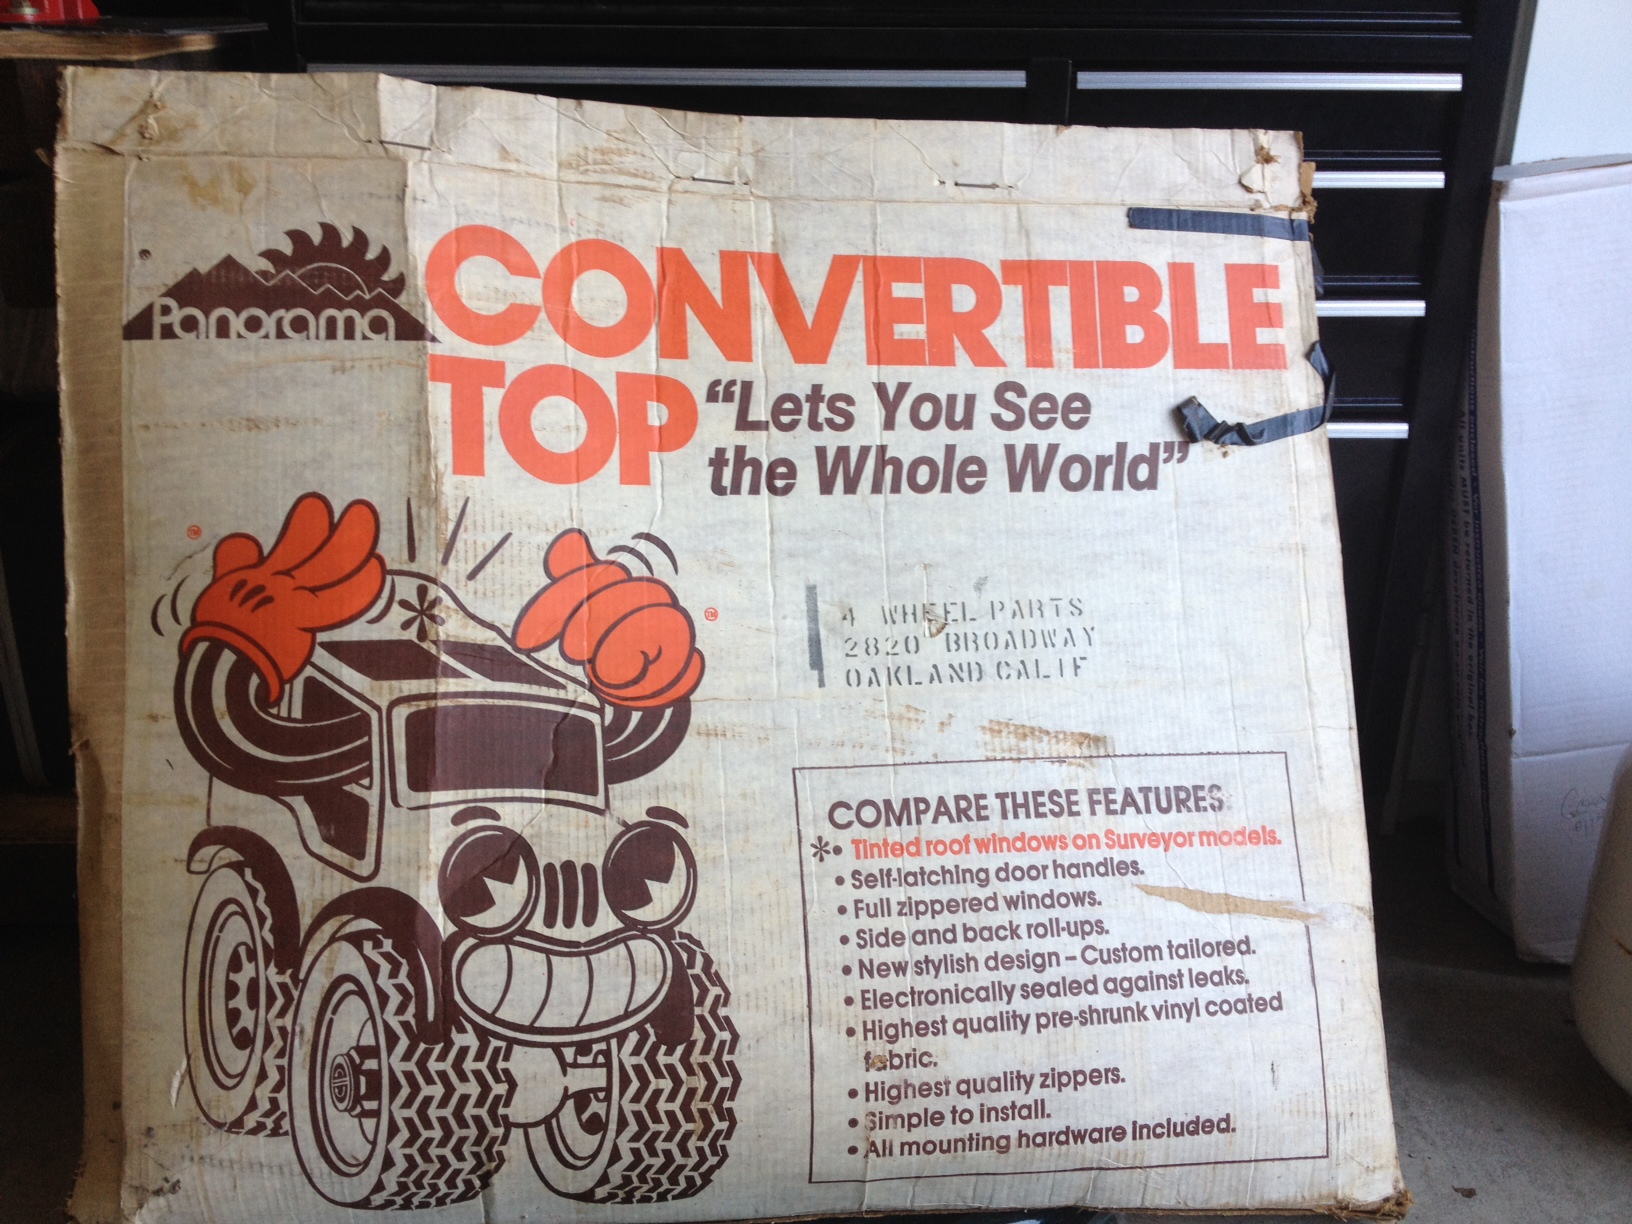 Panorama
CONVERTIBLE
TOP
“Lets You See
the Whole World”
TM
TM
4 WHEEL PARTS
2820 BROADWAY
OAKLAND CALIF
COMPARE THESE FEATURES:
*• Tinted roof windows on Surveyor models.
• Self-latching door handles.
• Full zippered windows.
• Side and back roll-ups.
• New stylish design – Custom tailored.
• Electronically sealed against leaks.
• Highest quality pre-shrunk vinyl coated
fabric.
• Highest quality zippers.
• Simple to install.
• All mounting hardware included.